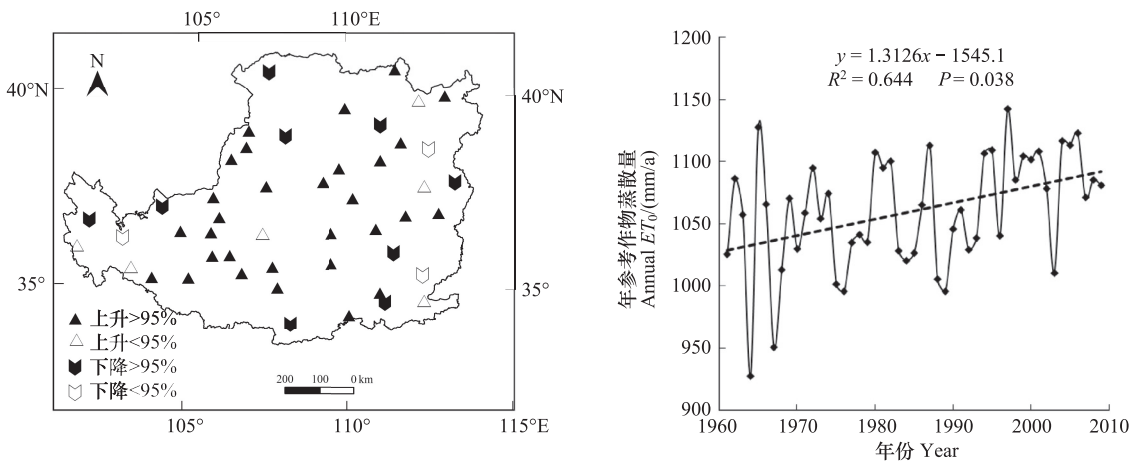 105°
110°E
N
40°N
35°
40°N
35°N
上升>95%
上升<95%
下降>95%
下降<95%
200 100 0 km
105°
110°
115°E
y = 1.3126x − 1545.1
R² = 0.644 P = 0.038
年参考作物蒸散量
Annual ET₀/(mm/a)
1200
1150
1100
1050
1000
950
900
1960 1970 1980 1990 2000 2010
年份 Year